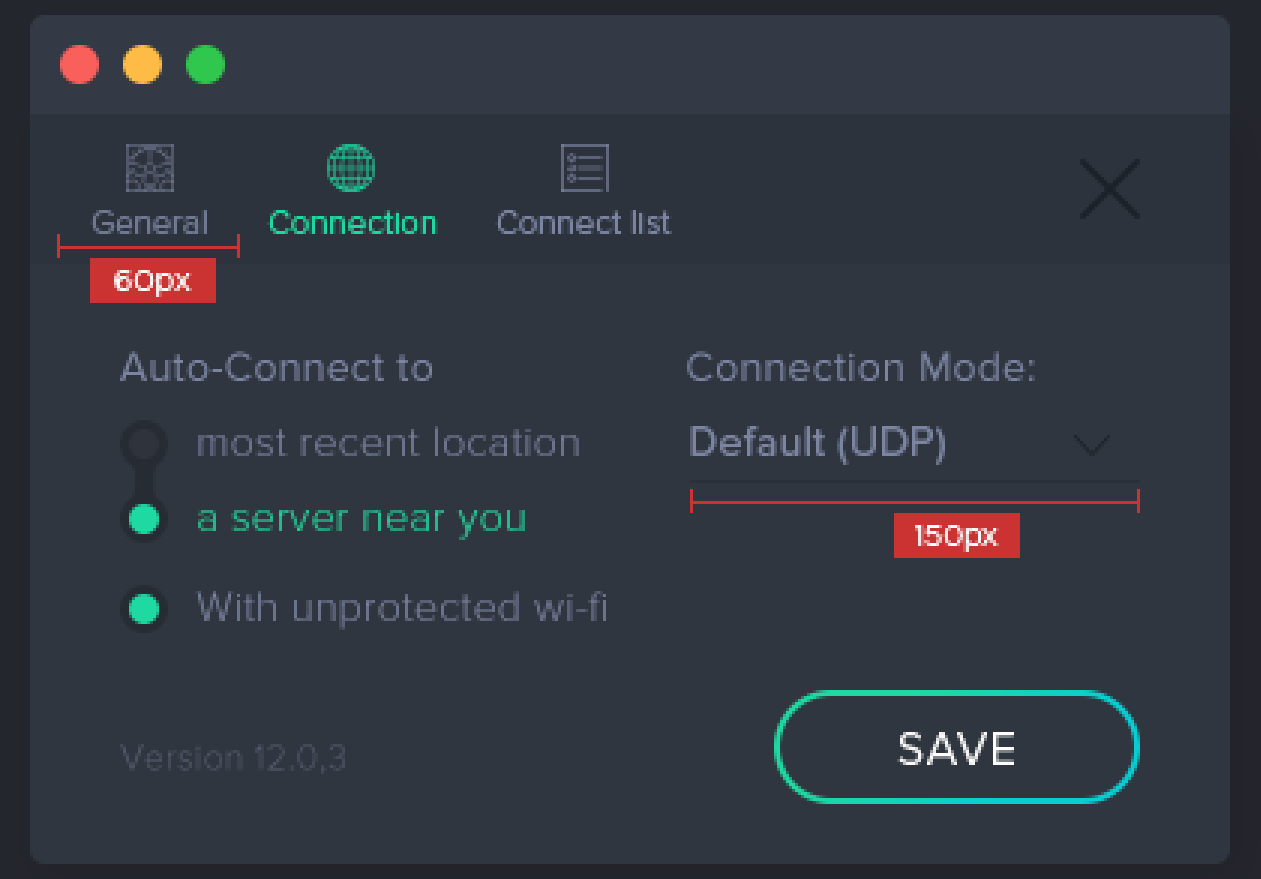 General Connection Connect list
60px
Auto-Connect to
most recent location
a server near you
With unprotected wi-fi
Connection Mode:
Default (UDP)
150px
Version 12.0,3
SAVE